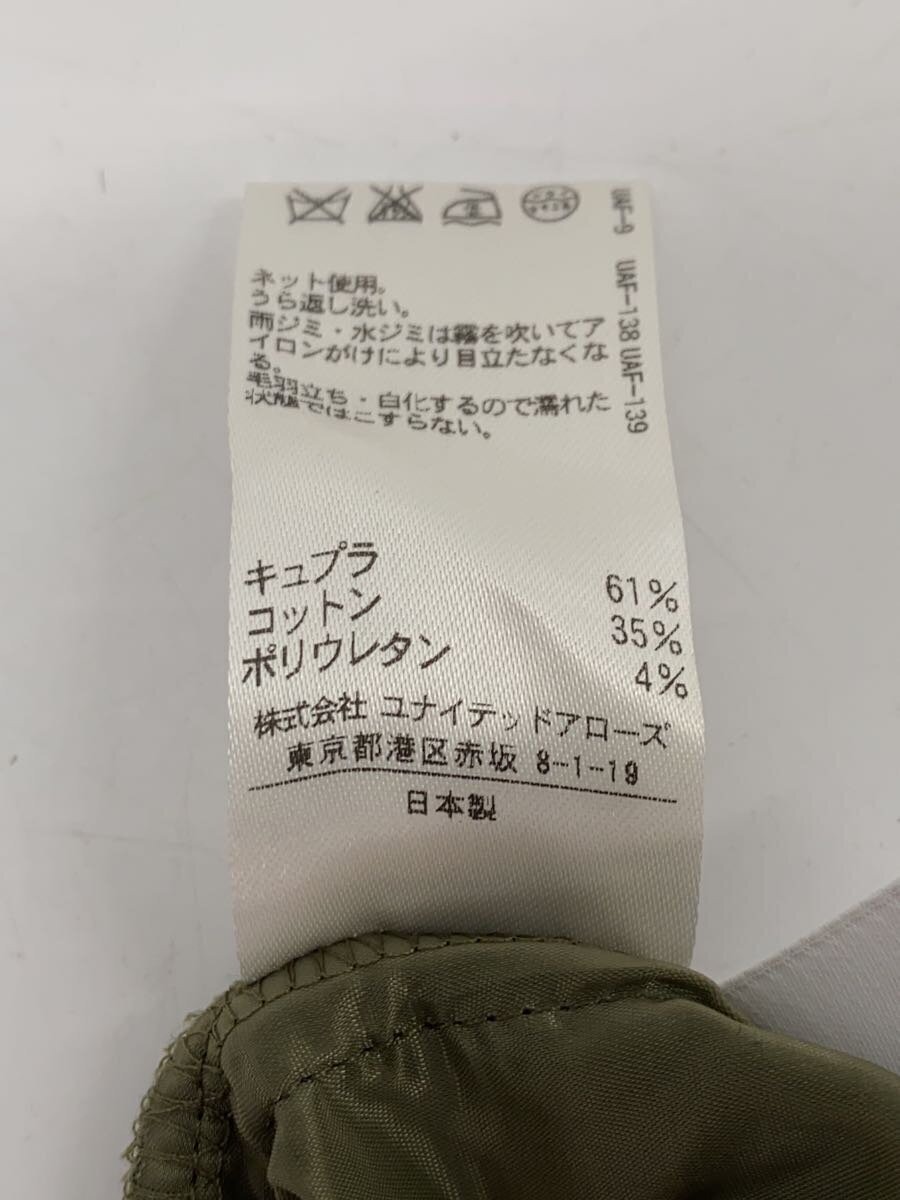 ネット使用。
うら返し洗い。
雨ジミ・水ジミは霧を吹いてア
イロンがけにより目立たなくな
る。
毛羽立ち・白化するので濡れた
状態ではこすらない。
キュプラ 61%
コットン 35%
ポリウレタン 4%
株式会社 ユナイテッドアローズ
東京都港区赤坂 8-1-19
日本製
UAF-9 UAF-138 UAF-139